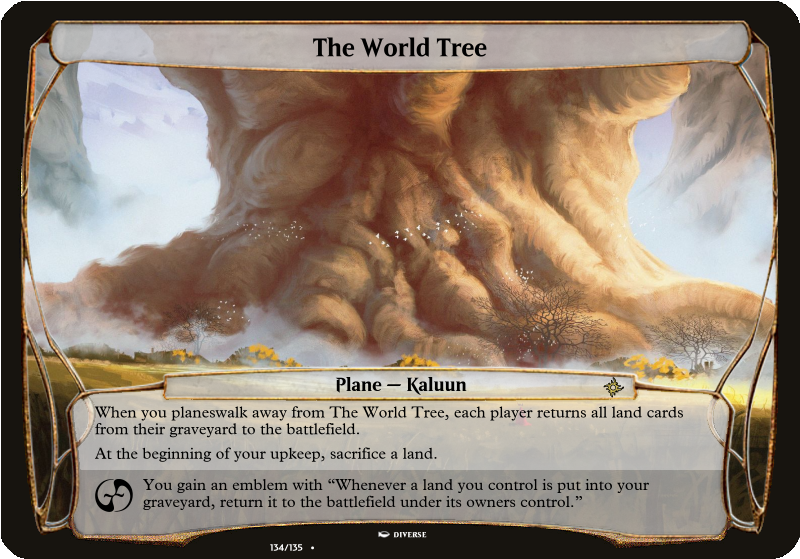 The World Tree
Plane — Kaluun
When you planeswalk away from The World Tree, each player returns all land cards
from their graveyard to the battlefield.
At the beginning of your upkeep, sacrifice a land.
You gain an emblem with “Whenever a land you control is put into your
graveyard, return it to the battlefield under its owners control.”
DIVERSE
134/135 •